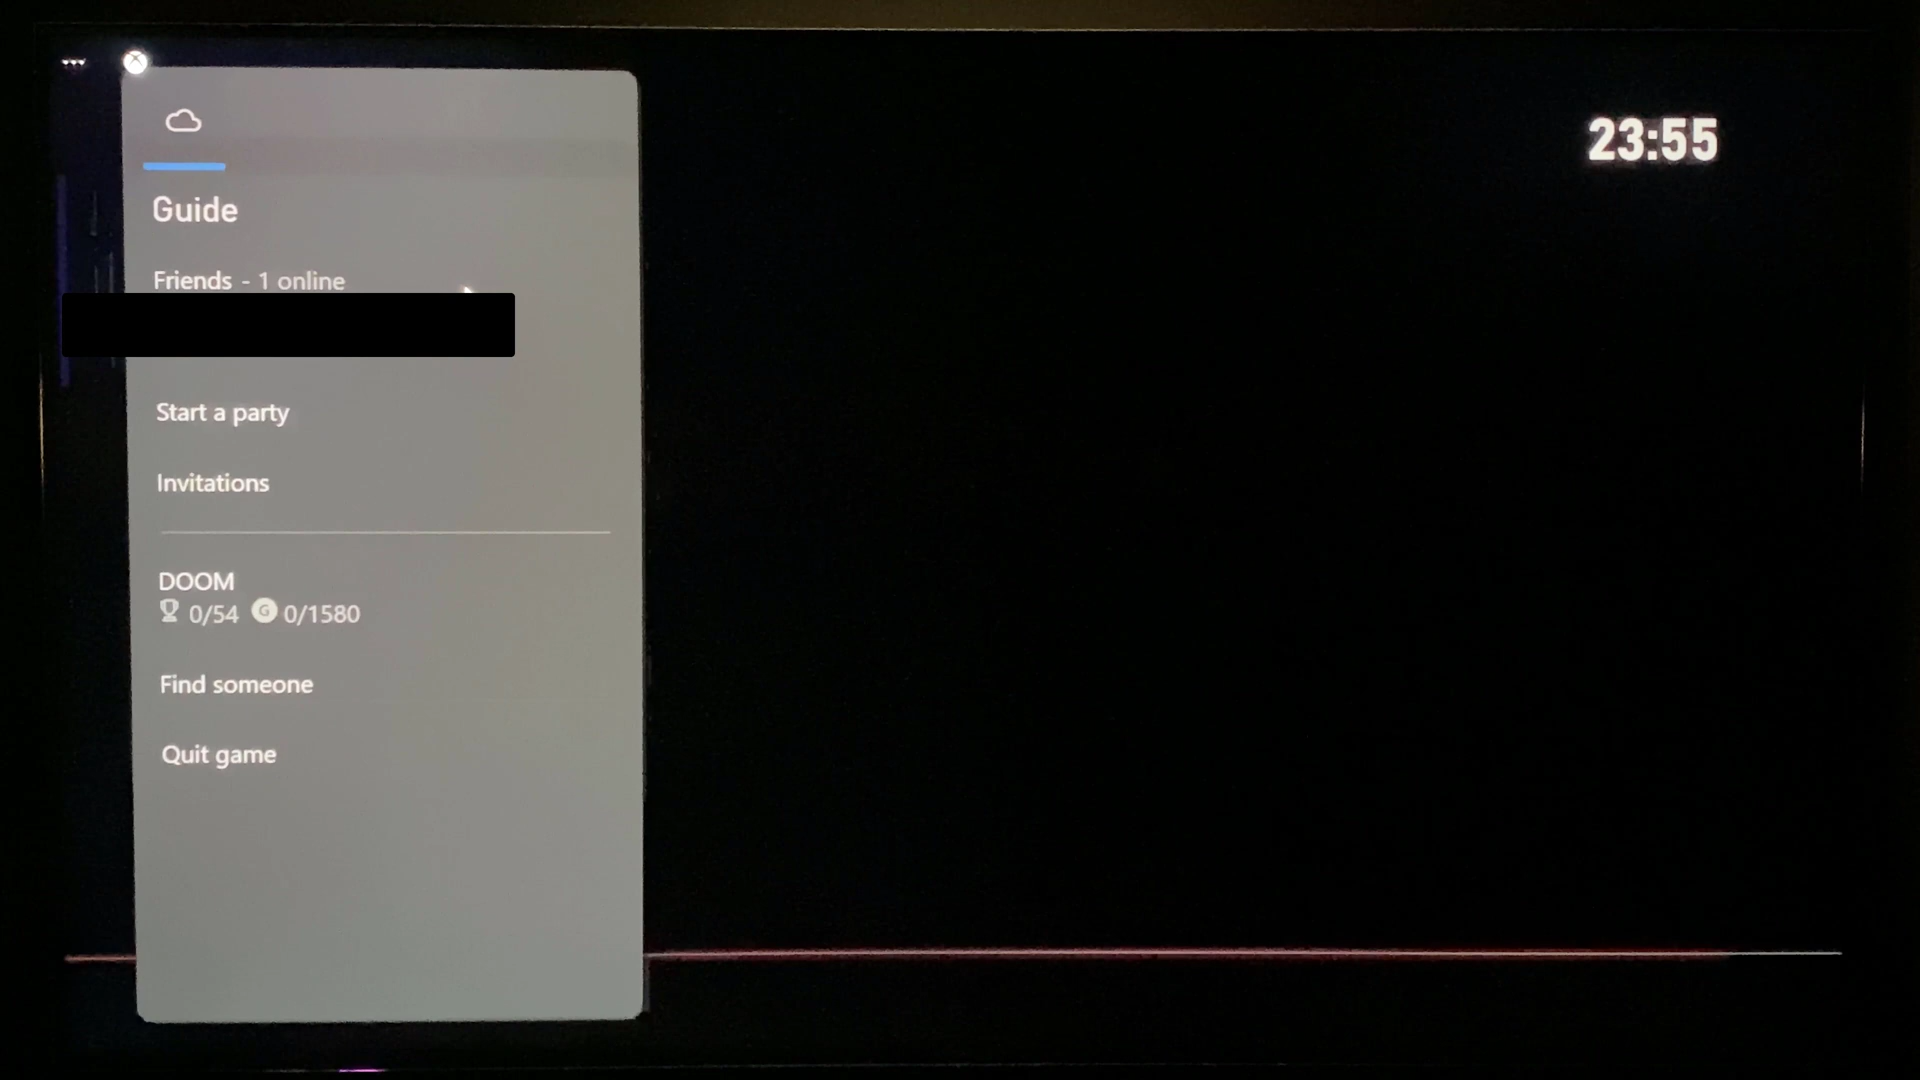 23:55
Guide
Friends - 1 online
Start a party
Invitations
DOOM
0/54 G 0/1580
Find someone
Quit game